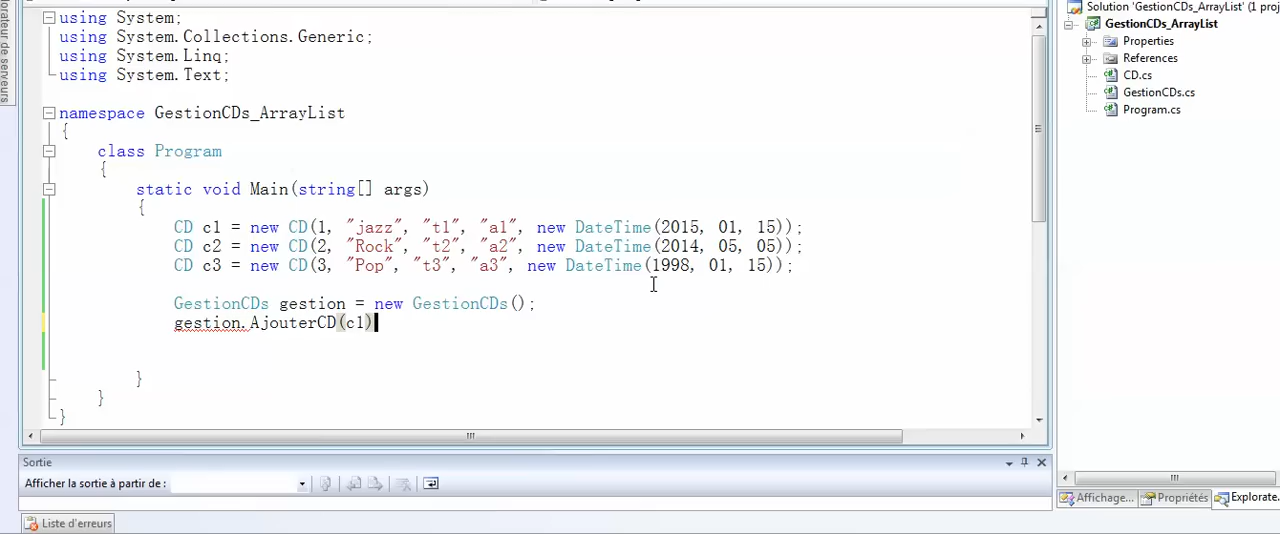 Solution 'GestionCDs_ArrayList' (1 proj
GestionCDs_ArrayList
Properties
References
CD.cs
GestionCDs.cs
Program.cs
using System;
using System.Collections.Generic;
using System.Linq;
using System.Text;
namespace GestionCDs_ArrayList
{
class Program
{
static void Main(string[] args)
{
CD c1 = new CD(1, "jazz", "t1", "a1", new DateTime(2015, 01, 15));
CD c2 = new CD(2, "Rock", "t2", "a2", new DateTime(2014, 05, 05));
CD c3 = new CD(3, "Pop", "t3", "a3", new DateTime(1998, 01, 15));
GestionCDs gestion = new GestionCDs();
gestion.AjouterCD(c1)
}
}
}
Sortie
Afficher la sortie à partir de :
Liste d'erreurs
Affichage...
Propriétés
Explorate.
lorateur de serveurs